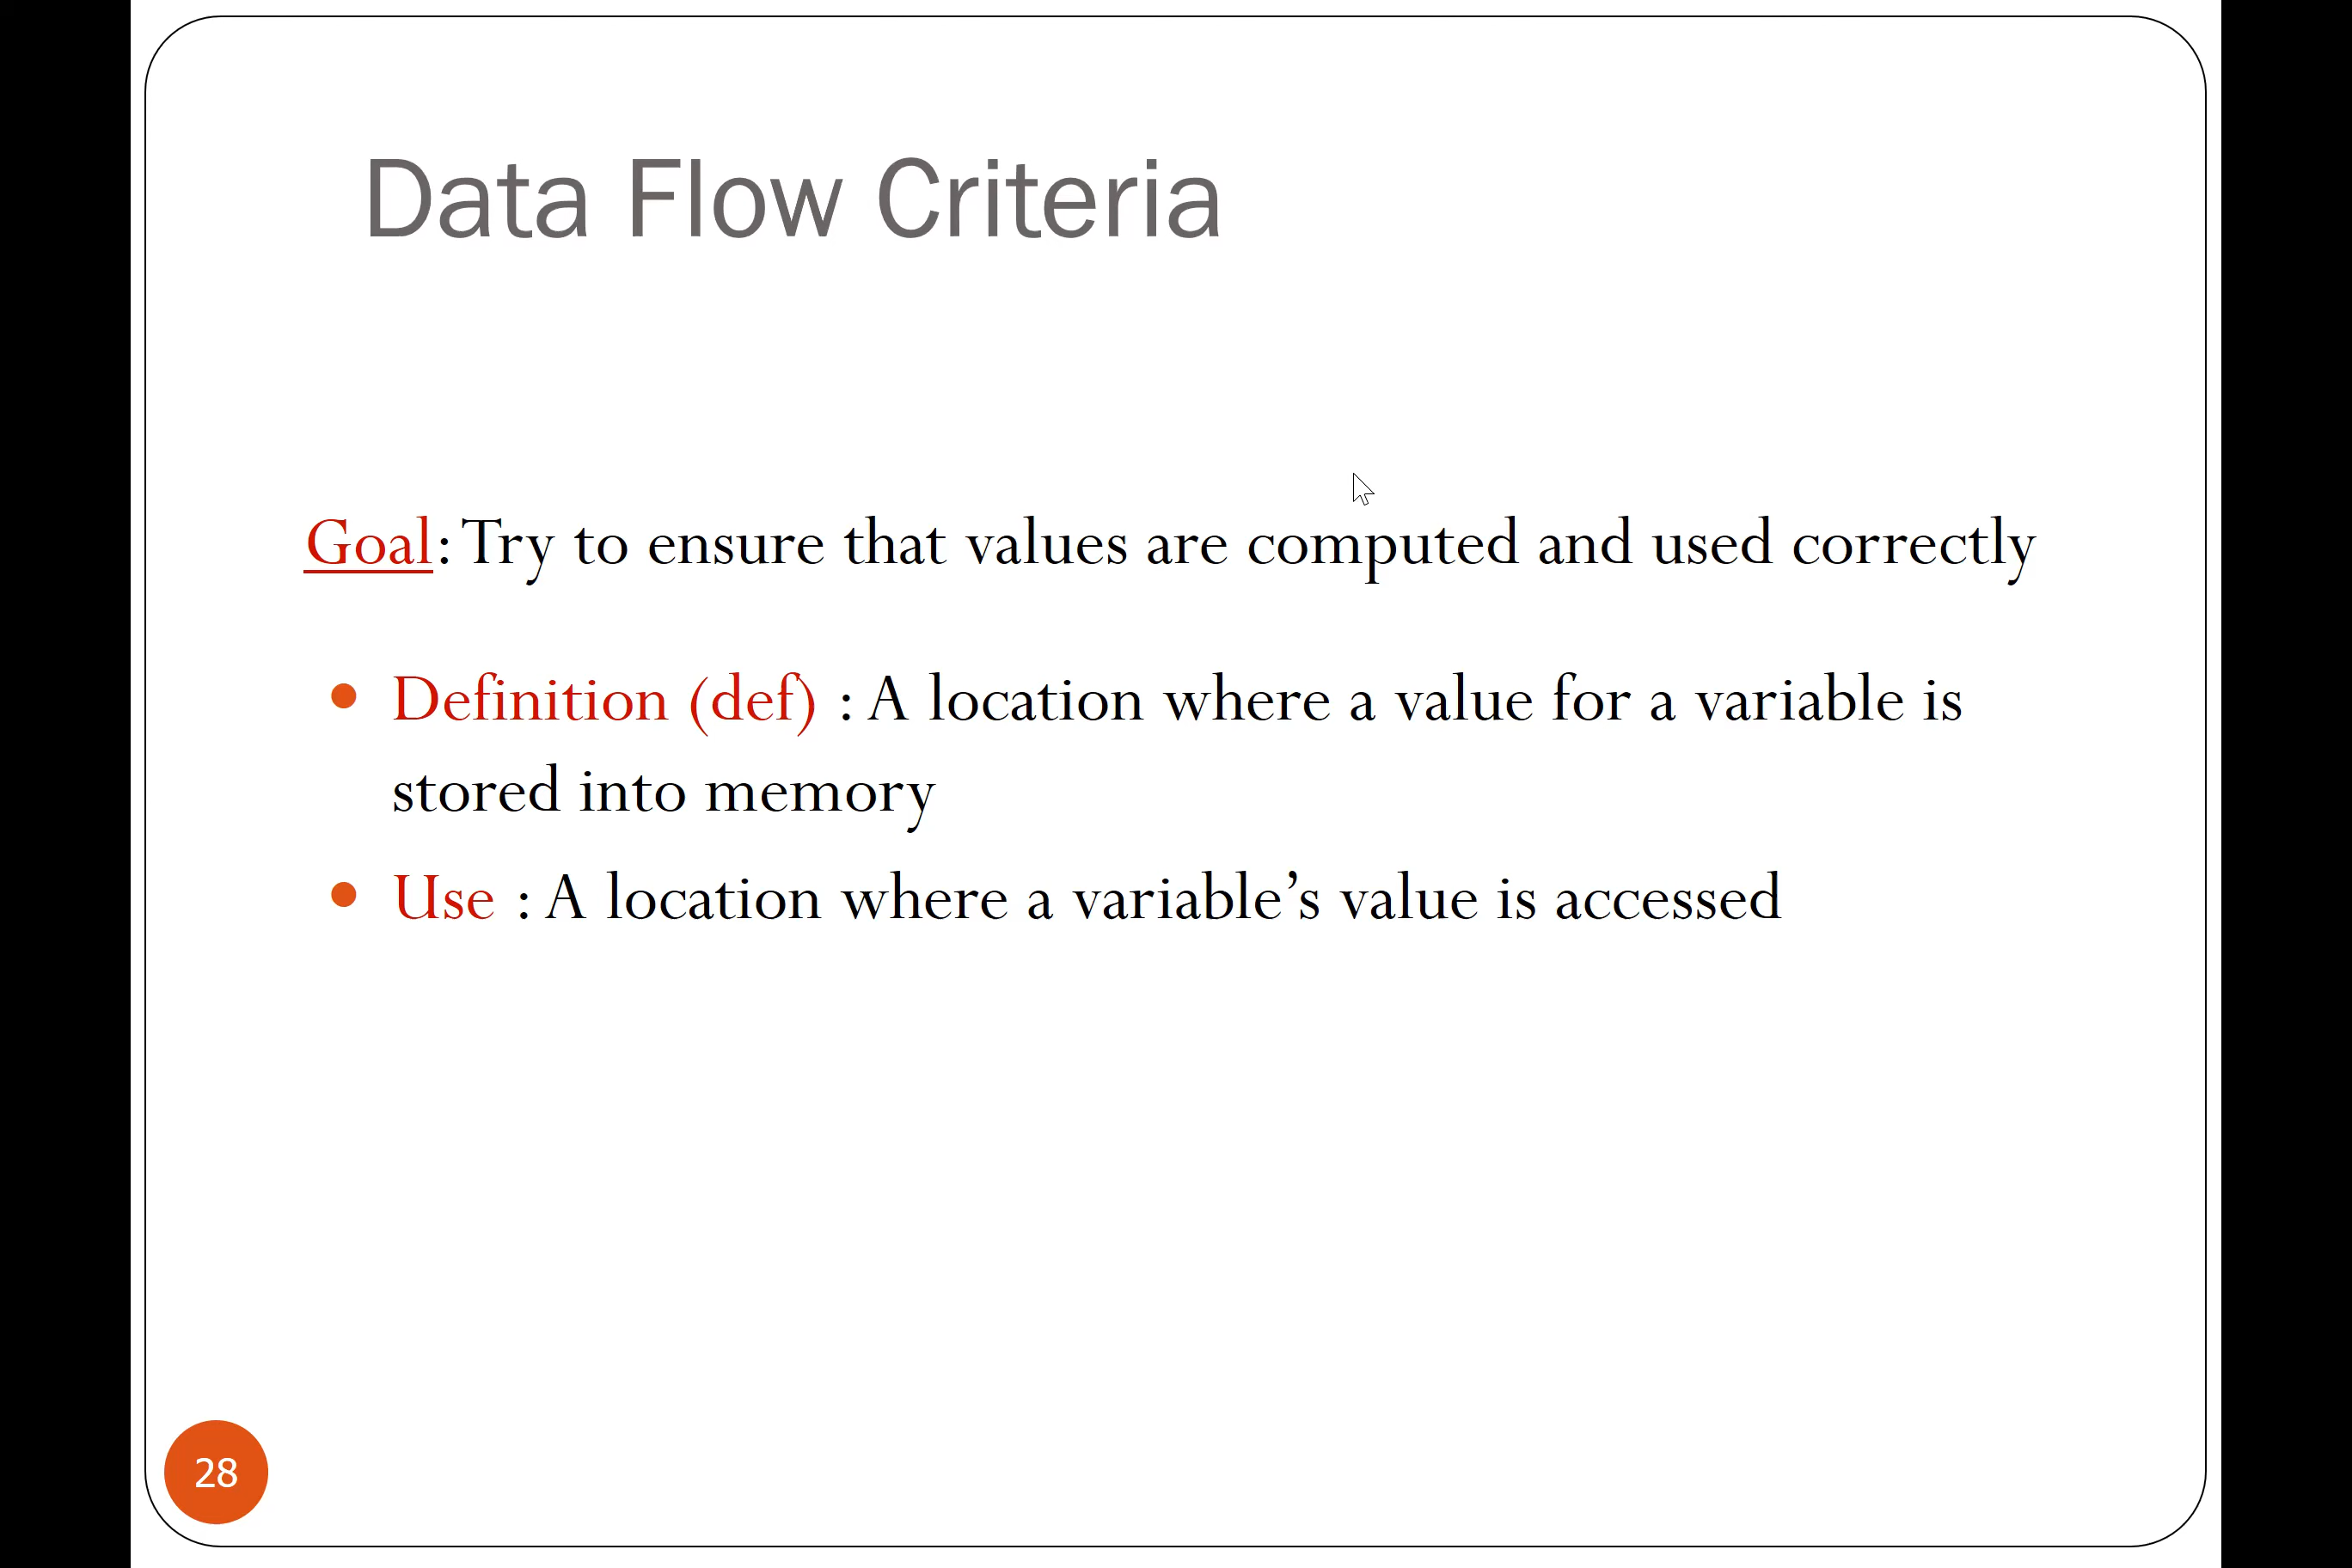 Data Flow Criteria
Goal: Try to ensure that values are computed and used correctly
Definition (def) : A location where a value for a variable is
stored into memory
Use : A location where a variable’s value is accessed
28